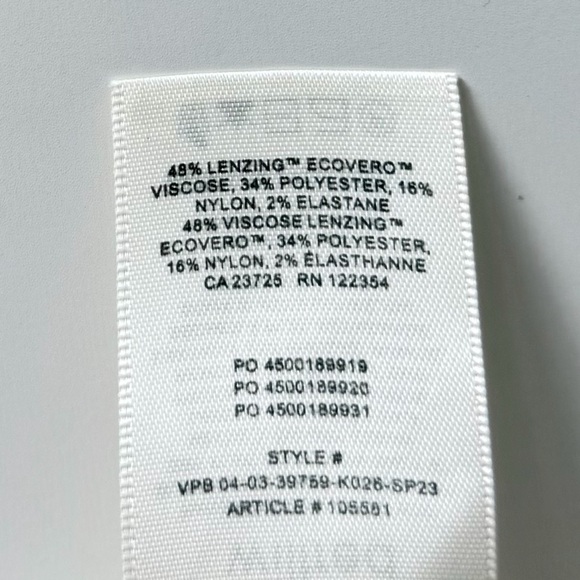 48% LENZING™ ECOVERO™
VISCOSE, 34% POLYESTER, 16%
NYLON, 2% ELASTANE
48% VISCOSE LENZING™
ECOVERO™, 34% POLYESTER,
16% NYLON, 2% ÉLASTHANNE
CA 23725 RN 122354
PO 4500189919
PO 4500189920
PO 4500189931
STYLE #
VPB 04-03-39759-K026-SP23
ARTICLE # 105581